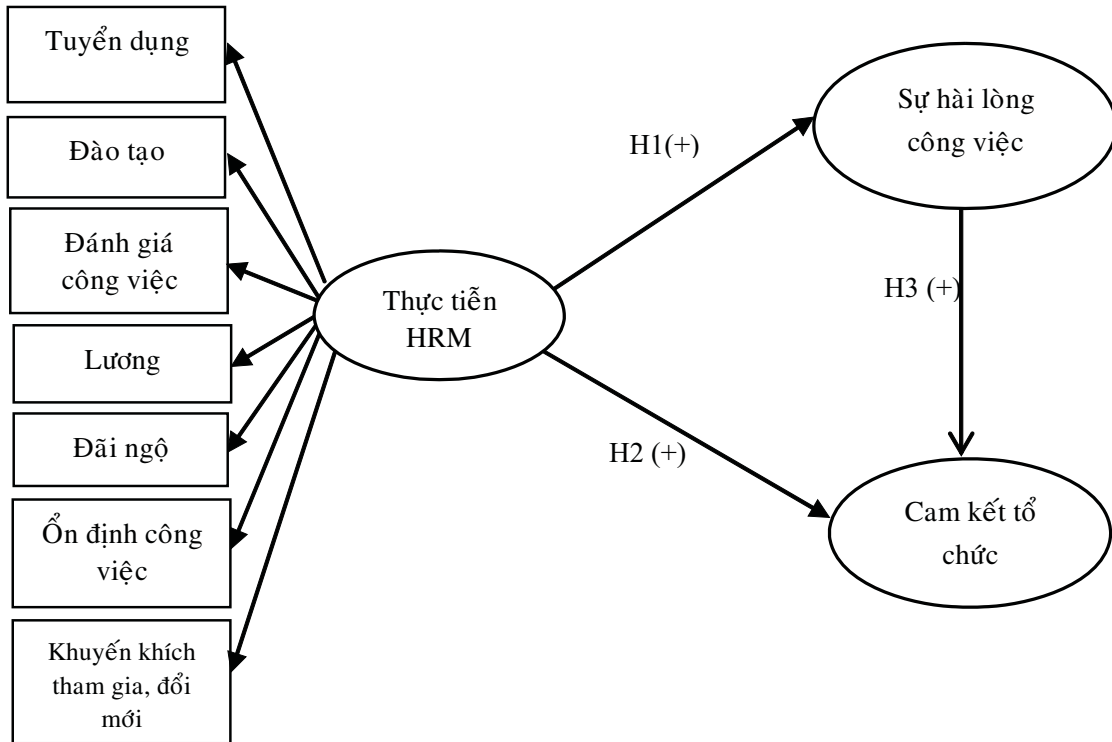 Tuyển dụng
Đào tạo
Đánh giá
công việc
Lương
Đãi ngộ
Ổn định công
việc
Khuyến khích
tham gia, đổi
mới
Thực tiễn
HRM
H1(+)
H2 (+)
Sự hài lòng
công việc
H3 (+)
Cam kết tổ
chức